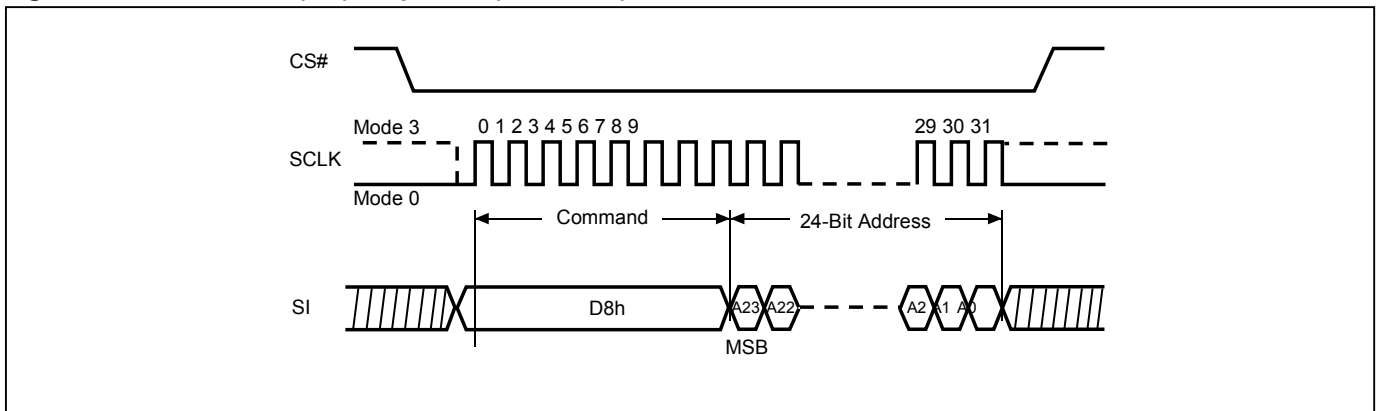 CS#
Mode 3
0 1 2 3 4 5 6 7 8 9
29 30 31
SCLK
Mode 0
Command
24-Bit Address
SI
D8h
A23
A22
A2
A1
A0
MSB